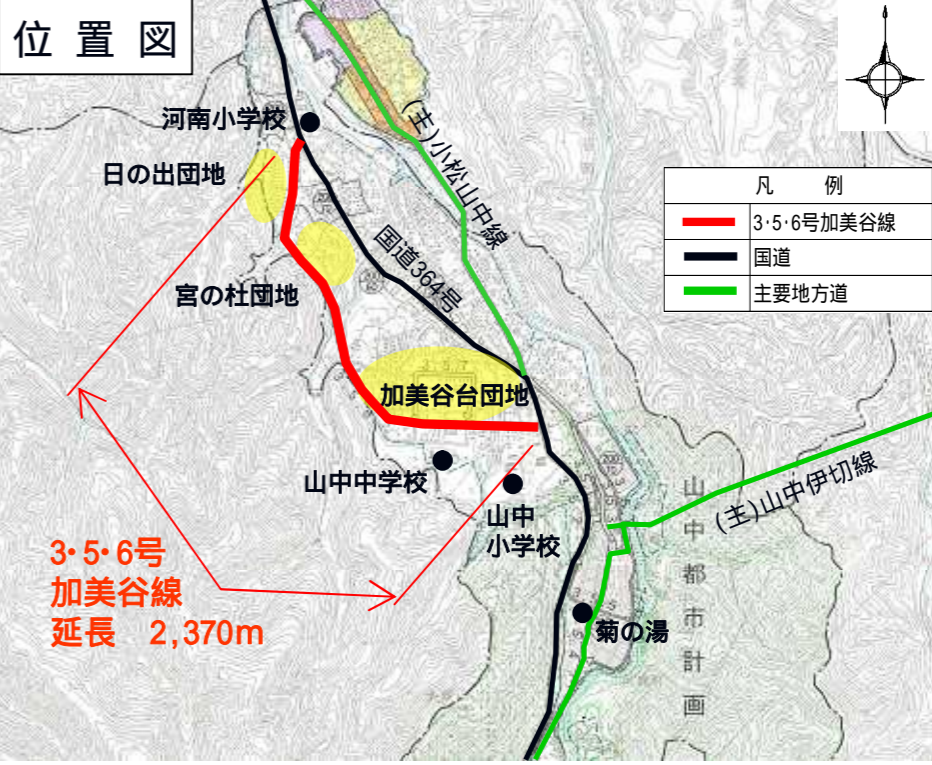 位置図
河南小学校
日の出団地
(主)小松山中線
凡 例
3・5・6号加美谷線
国道
主要地方道
国道364号
宮の杜団地
加美谷台団地
山中中学校
山中
小学校
(主)山中伊切線
3・5・6号
加美谷線
延長 2,370m
菊の湯
山中都市計画